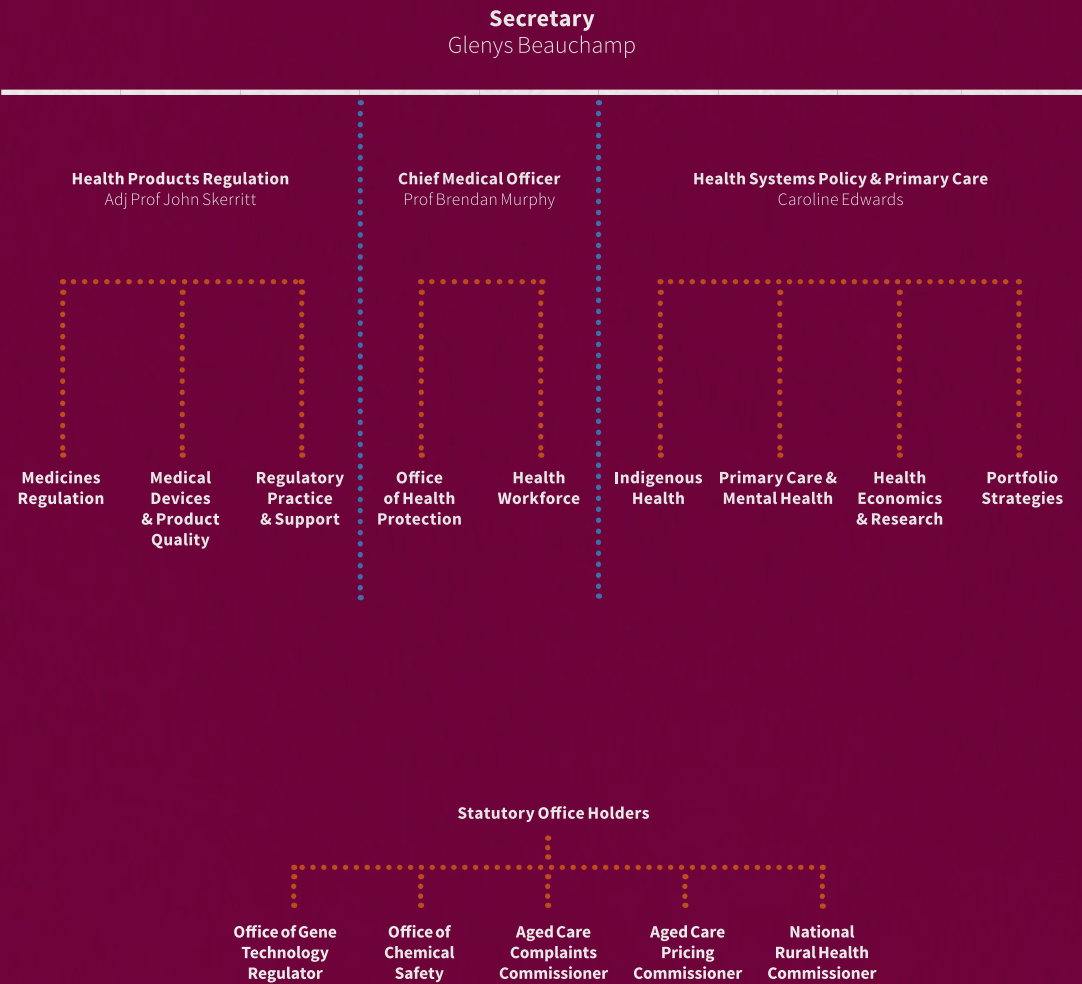 Secretary
Glenys Beauchamp
Health Products Regulation
Adj Prof John Skerritt
Chief Medical Officer
Prof Brendan Murphy
Health Systems Policy & Primary Care
Caroline Edwards
Medicines
Regulation
Medical
Devices
& Product
Quality
Regulatory
Practice
& Support
Office
of Health
Protection
Health
Workforce
Indigenous
Health
Primary Care &
Mental Health
Health
Economics
& Research
Portfolio
Strategies
Statutory Office Holders
Office of Gene
Technology
Regulator
Office of
Chemical
Safety
Aged Care
Complaints
Commissioner
Aged Care
Pricing
Commissioner
National
Rural Health
Commissioner